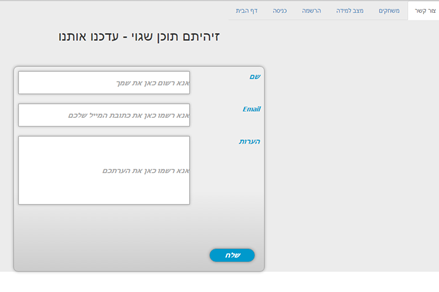 צור קשר
משחקים
מצב למידה
הרשמה
כניסה
דף הבית
זיהיתם תוכן שגוי - עדכנו אותנו
שם
אנא רשום כאן את שמך
Email
אנא רשמו כאן את כתובת המייל שלכם
הערות
אנא רשמו כאן את הערתכם
שלח